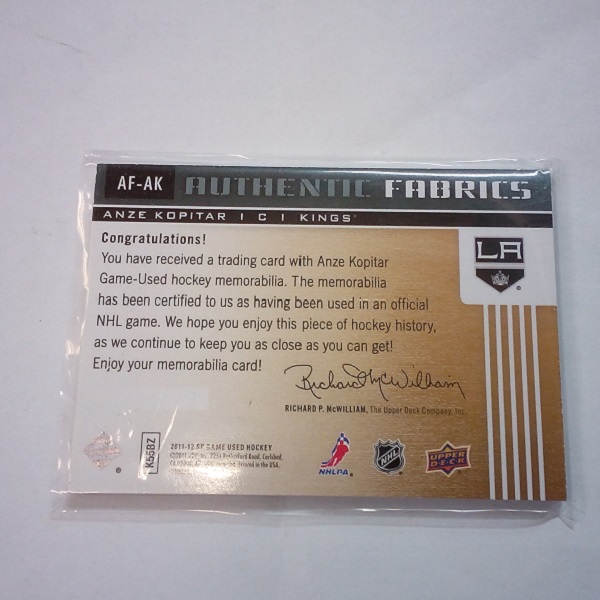 AF-AK AUTHENTIC FABRICS
ANZE KOPITAR | C | KINGS
LA
Congratulations!
You have received a trading card with Anze Kopitar
Game-Used hockey memorabilia. The memorabilia
has been certified to us as having been used in an official
NHL game. We hope you enjoy this piece of hockey history,
as we continue to keep you as close as you can get!
Enjoy your memorabilia card!
Richard McWilliam
RICHARD P. McWILLIAM, The Upper Deck Company, Inc.
K55BZ
2011-12 SP GAME USED HOCKEY
NHLPA
NHL
UPPER DECK